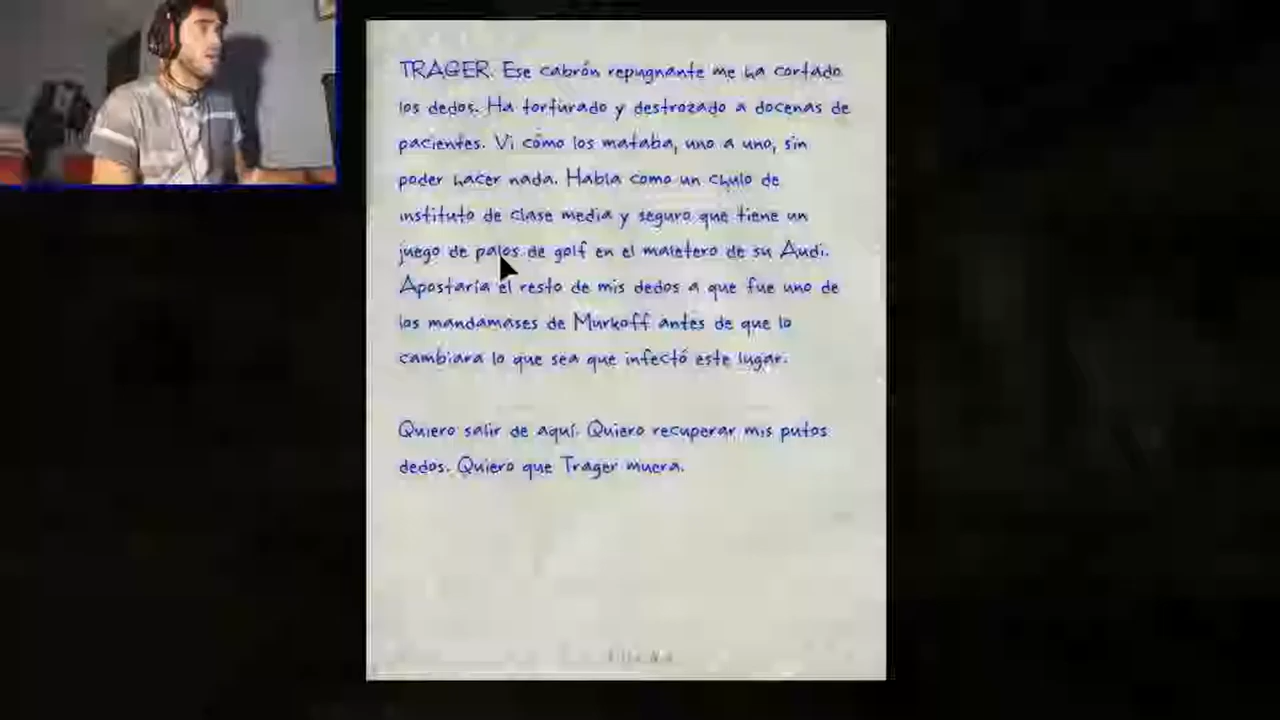 TRAGER. Ese cabrón repugnante me ha cortado
los dedos. Ha torturado y destrozado a docenas de
pacientes. Vi cómo los mataba, uno a uno, sin
poder hacer nada. Habla como un chulo de
instituto de clase media y seguro que tiene un
juego de palos de golf en el maletero de su Audi.
Apostaría el resto de mis dedos a que fue uno de
los mandamases de Murkoff antes de que lo
cambiara lo que sea que infectó este lugar.
Quiero salir de aquí. Quiero recuperar mis putos
dedos. Quiero que Trager muera.